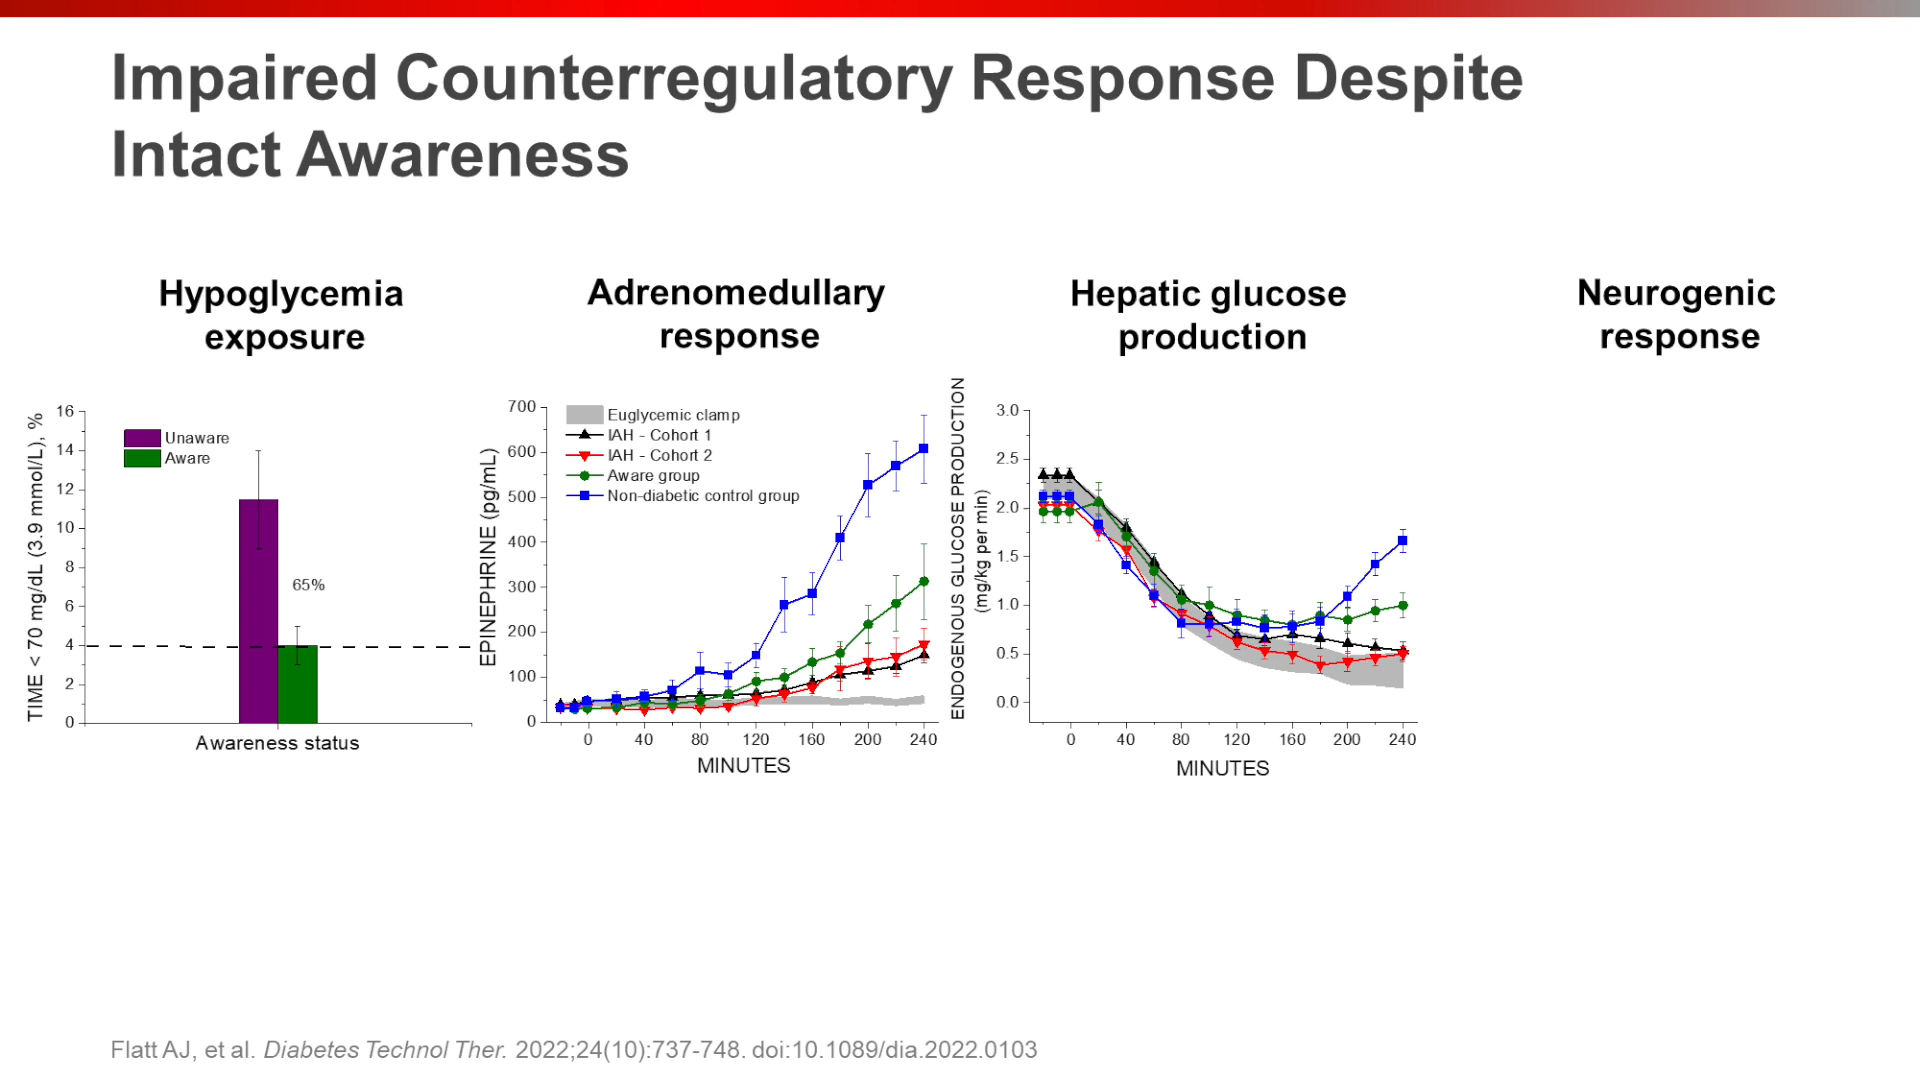 Impaired Counterregulatory Response Despite
Intact Awareness
Hypoglycemia
exposure
Adrenomedullary
response
Hepatic glucose
production
Neurogenic
response
TIME < 70 mg/dL (3.9 mmol/L), %
16
14
12
10
8
6
4
2
0
Unaware
Aware
65%
Awareness status
EPINEPHRINE (pg/mL)
700
600
500
400
300
200
100
0
Euglycemic clamp
IAH - Cohort 1
IAH - Cohort 2
Aware group
Non-diabetic control group
0 40 80 120 160 200 240
MINUTES
ENDOGENOUS GLUCOSE PRODUCTION
(mg/kg per min)
3.0
2.5
2.0
1.5
1.0
0.5
0.0
0 40 80 120 160 200 240
MINUTES
Flatt AJ, et al. Diabetes Technol Ther. 2022;24(10):737-748. doi:10.1089/dia.2022.0103